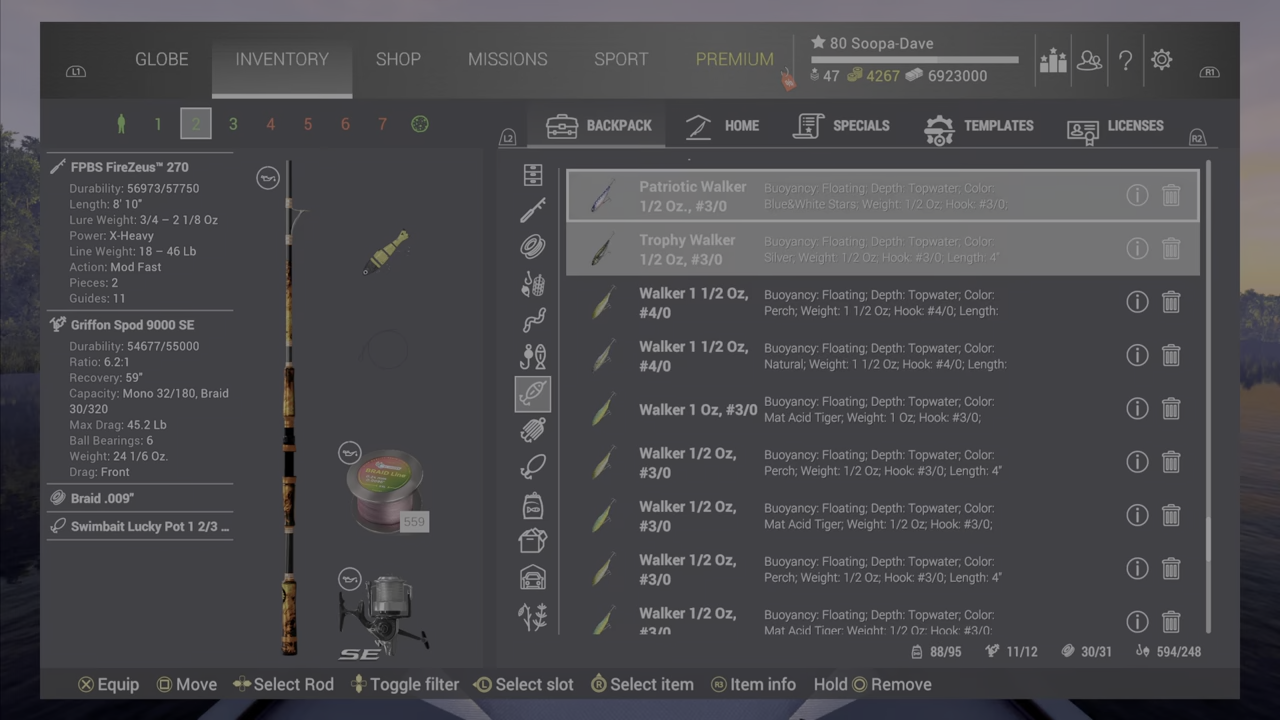 L1
GLOBE
INVENTORY
SHOP
MISSIONS
SPORT
PREMIUM
80 Soopa-Dave
47 4267 6923000
?
R1
1 2 3 4 5 6 7
L2
BACKPACK
HOME
SPECIALS
TEMPLATES
LICENSES
R2
FPBS FireZeus™ 270
Durability: 56973/57750
Length: 8' 10"
Lure Weight: 3/4 – 2 1/8 Oz
Power: X-Heavy
Line Weight: 18 – 46 Lb
Action: Mod Fast
Pieces: 2
Guides: 11
Griffon Spod 9000 SE
Durability: 54677/55000
Ratio: 6.2:1
Recovery: 59"
Capacity: Mono 32/180, Braid
30/320
Max Drag: 45.2 Lb
Ball Bearings: 6
Weight: 24 1/6 Oz.
Drag: Front
Braid .009"
Swimbait Lucky Pot 1 2/3 ...
BRAID Line
559
SE
Patriotic Walker
1/2 Oz., #3/0
Buoyancy: Floating; Depth: Topwater; Color:
Blue&White Stars; Weight: 1/2 Oz; Hook: #3/0;
Trophy Walker
1/2 Oz, #3/0
Buoyancy: Floating; Depth: Topwater; Color:
Silver; Weight: 1/2 Oz; Hook: #3/0; Length: 4"
Walker 1 1/2 Oz,
#4/0
Buoyancy: Floating; Depth: Topwater; Color:
Perch; Weight: 1 1/2 Oz; Hook: #4/0; Length:
Walker 1 1/2 Oz,
#4/0
Buoyancy: Floating; Depth: Topwater; Color:
Natural; Weight: 1 1/2 Oz; Hook: #4/0; Length:
Walker 1 Oz, #3/0
Buoyancy: Floating; Depth: Topwater; Color:
Mat Acid Tiger; Weight: 1 Oz; Hook: #3/0;
Walker 1/2 Oz,
#3/0
Buoyancy: Floating; Depth: Topwater; Color:
Perch; Weight: 1/2 Oz; Hook: #3/0; Length: 4"
Walker 1/2 Oz,
#3/0
Buoyancy: Floating; Depth: Topwater; Color:
Mat Acid Tiger; Weight: 1/2 Oz; Hook: #3/0;
Walker 1/2 Oz,
#3/0
Buoyancy: Floating; Depth: Topwater; Color:
Perch; Weight: 1/2 Oz; Hook: #3/0; Length: 4"
Walker 1/2 Oz,
#3/0
Buoyancy: Floating; Depth: Topwater; Color:
Mat Acid Tiger; Weight: 1/2 Oz; Hook: #3/0;
88/95 11/12 30/31 594/248
Equip Move Select Rod Toggle filter L Select slot R Select item R3 Item info Hold Remove